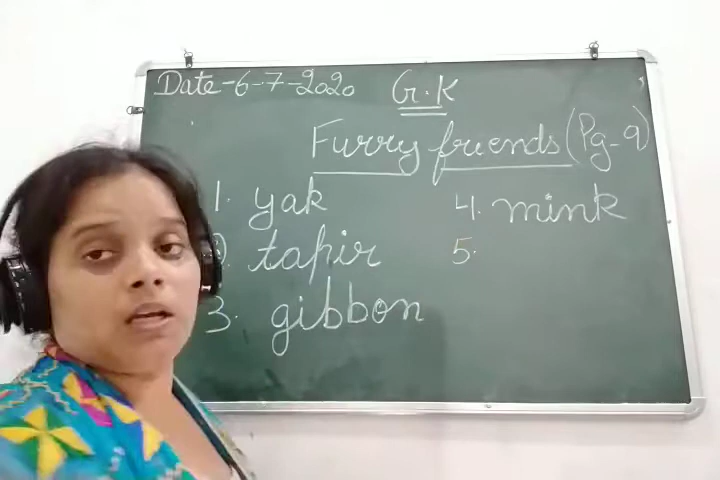 Date-6-7-2020 G.K
Furry friends (Pg-9)
1. yak
2. tapir
3. gibbon
4. mink
5.